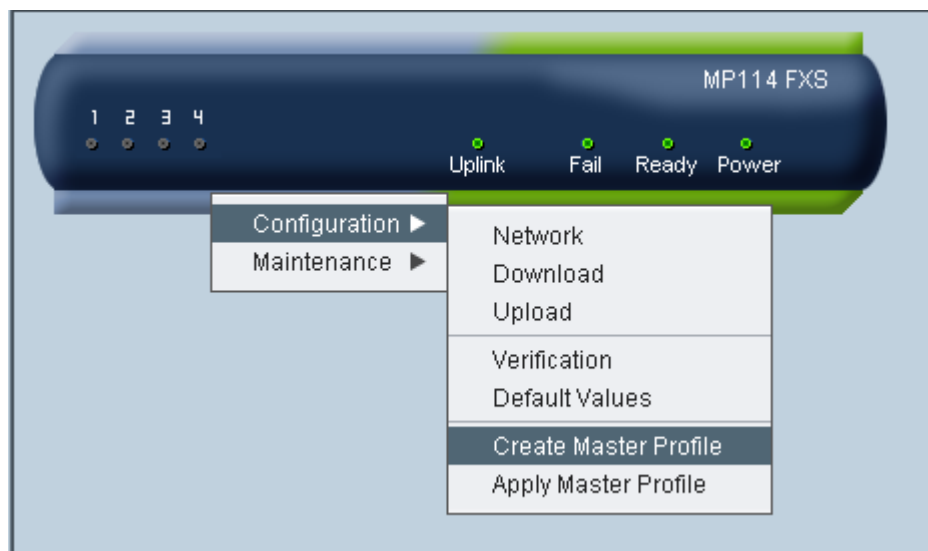 MP114 FXS
1 2 3 4
Uplink Fail Ready Power
Configuration
Maintenance
Network
Download
Upload
Verification
Default Values
Create Master Profile
Apply Master Profile